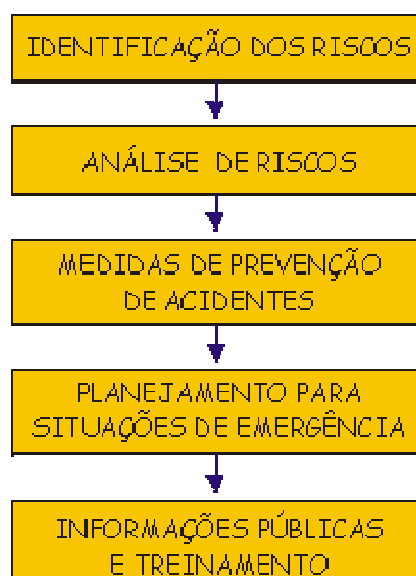 IDENTIFICAÇÃO DOS RISCOS
ANÁLISE DE RISCOS
MEDIDAS DE PREVENÇÃO
DE ACIDENTES
PLANEJAMENTO PARA
SITUAÇÕES DE EMERGÊNCIA
INFORMAÇÕES PÚBLICAS
E TREINAMENTO